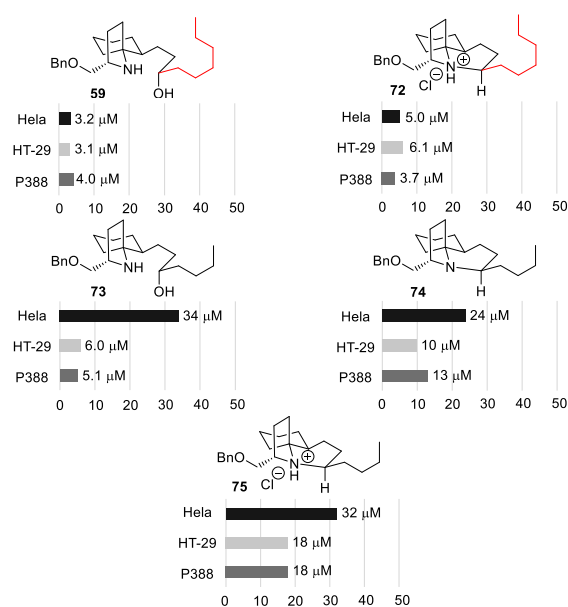 BnO NH OH
59
Hela 3.2 μM
HT-29 3.1 μM
P388 4.0 μM
0 10 20 30 40 50
BnO N H ⊕ Cl ⊖ H
72
Hela 5.0 μM
HT-29 6.1 μM
P388 3.7 μM
0 10 20 30 40 50
BnO NH OH
73
Hela 34 μM
HT-29 6.0 μM
P388 5.1 μM
0 10 20 30 40 50
BnO N H
74
Hela 24 μM
HT-29 10 μM
P388 13 μM
0 10 20 30 40 50
BnO N H ⊕ Cl ⊖ H
75
Hela 32 μM
HT-29 18 μM
P388 18 μM
0 10 20 30 40 50